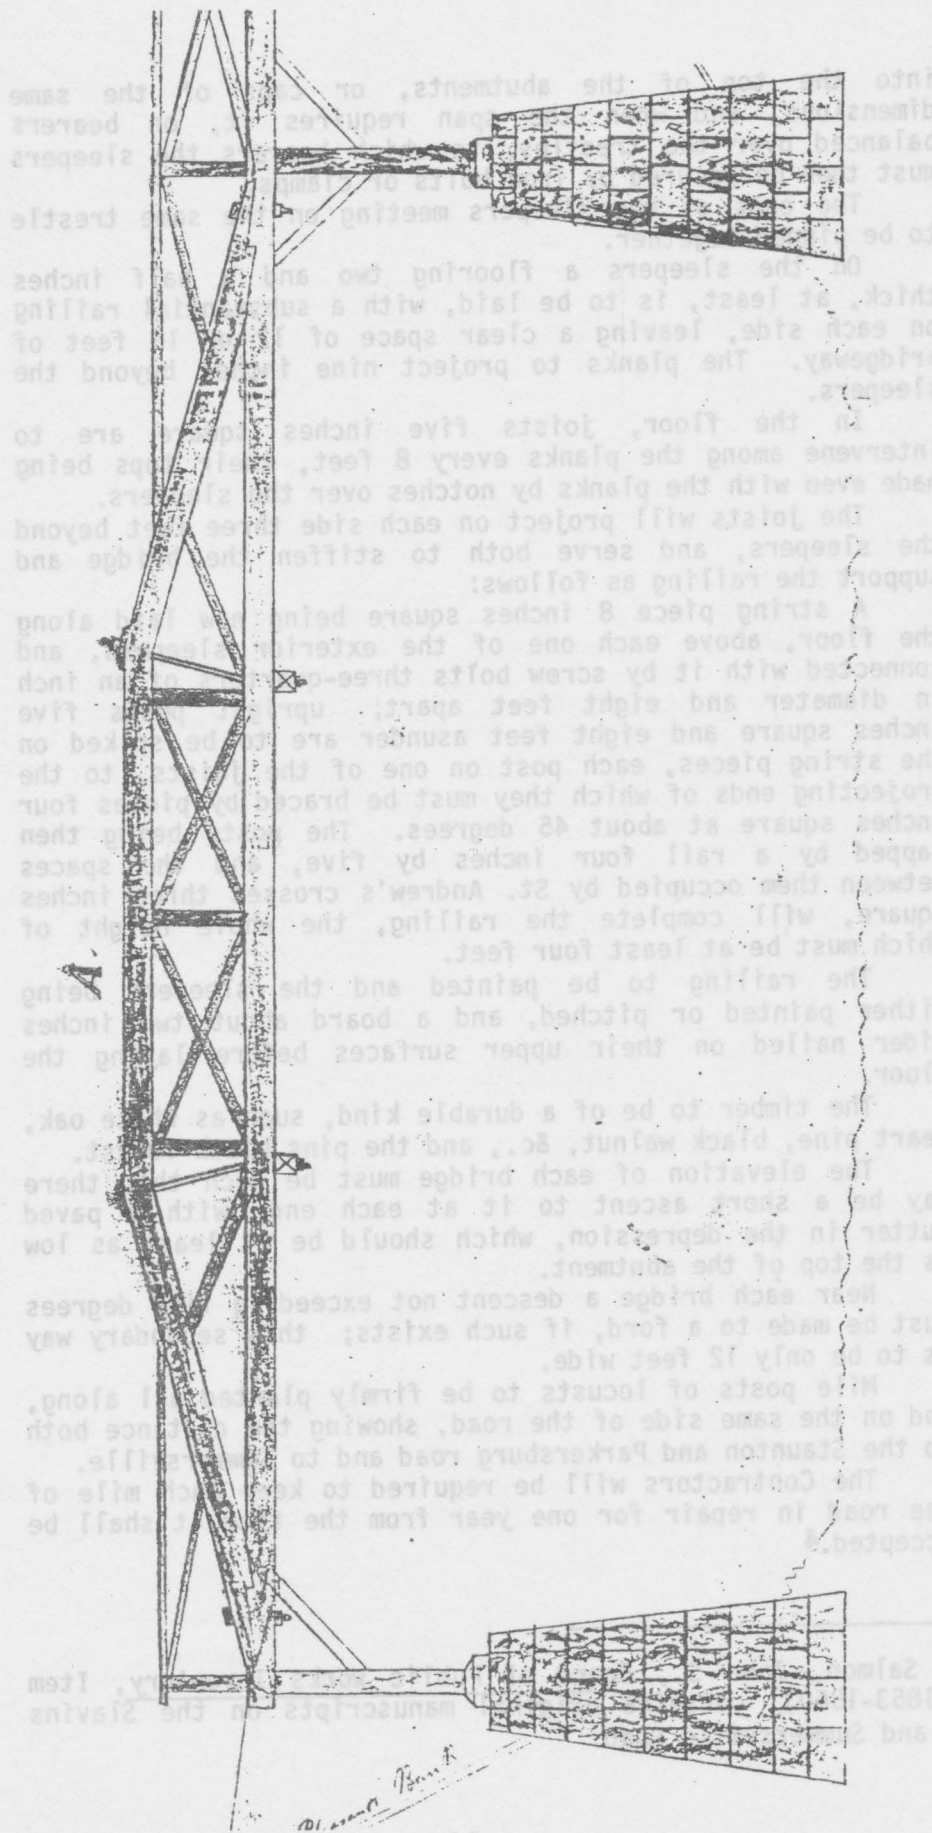 into the top of the abutments, or of the same
dimensions span requires it, bearers
balanced the sleepers
must bolts or clamps.
The meeting on the same trestle
to be together.
On the sleepers a flooring two and half inches
thick, at least, is to be laid, with a substantial railing
on each side, leaving a clear space of feet of
bridgeway. The planks to project nine inches beyond the
sleepers.
In the floor, joists five inches square are to
intervene among the planks every 8 feet, their tops being
made even with the planks by notches over the sleepers.
The joists will project on each side three feet beyond
the sleepers, and serve both to stiffen the bridge and
support the railing as follows:
A string piece 8 inches square being now laid along
the floor, above each one of the exterior sleepers, and
connected with it by screw bolts three-quarters of an inch
in diameter and eight feet apart; upright posts five
inches square and eight feet asunder are to be on
the string pieces, each post on one of the joists to the
projecting ends of which they must be braced by pieces four
inches square at about 45 degrees. The posts being then
capped by a rail four inches by five, and the spaces
between them occupied by St. Andrew's crosses three inches
square, will complete the railing, the height of
which must be at least four feet.
A.
The railing to be painted and the sleepers being
either painted or pitched, and a board about two inches
wider nailed on their upper surfaces before laying the
floor.
The timber to be of a durable kind, such as white oak,
heart pine, black walnut, &c., and the pins
The elevation of each bridge must be such that there
may be a short ascent to it at each end, with a paved
gutter in the depression, which should be at least as low
as the top of the abutment.
Near each bridge a descent not exceeding degrees
must be made to a ford, if such exists; this secondary way
is to be only 12 feet wide.
Mile posts of locusts to be firmly planted all along,
and on the same side of the road, showing the distance both
to the Staunton and Parkersburg road and to Summersville.
The Contractors will be required to keep each mile of
the road in repair for one year from the it shall be
accepted.4
Salmon Works Inventory, Item
manuscripts on the Slavins
and
Bank